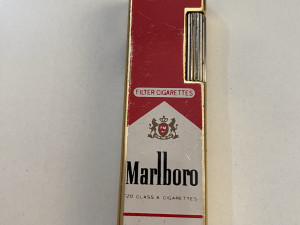 FILTER CIGARETTES
Marlboro
20 CLASS A CIGARETTES